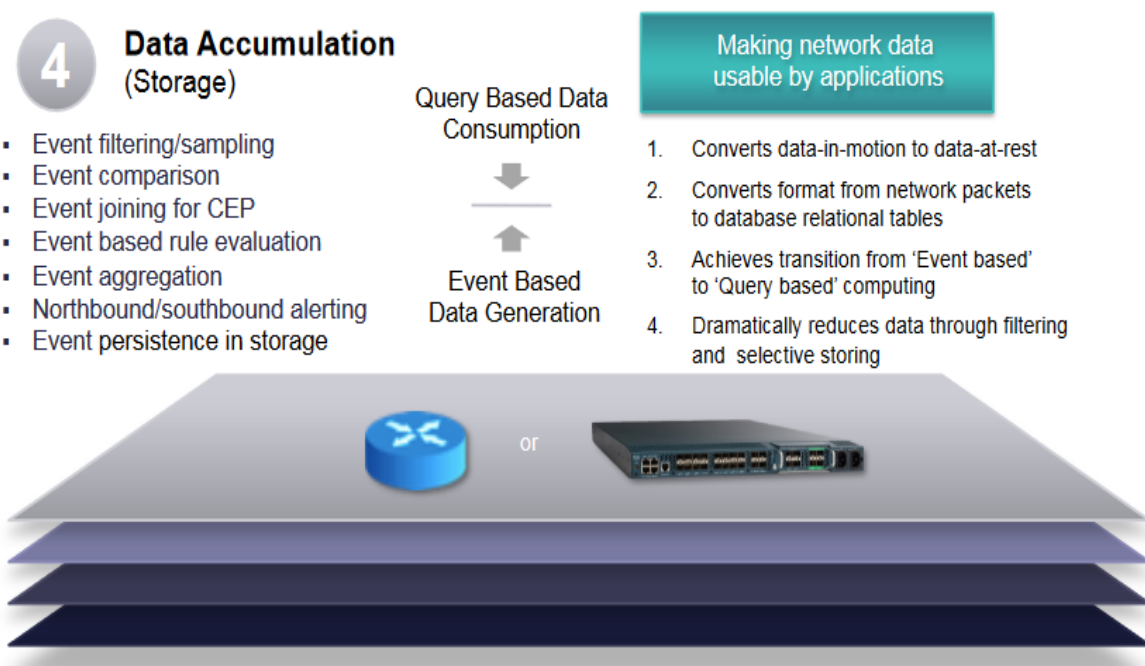 4
Data Accumulation
(Storage)
▪ Event filtering/sampling
▪ Event comparison
▪ Event joining for CEP
▪ Event based rule evaluation
▪ Event aggregation
▪ Northbound/southbound alerting
▪ Event persistence in storage
Query Based Data
Consumption
Event Based
Data Generation
Making network data
usable by applications
1. Converts data-in-motion to data-at-rest
2. Converts format from network packets
to database relational tables
3. Achieves transition from ‘Event based’
to ‘Query based’ computing
4. Dramatically reduces data through filtering
and selective storing
or